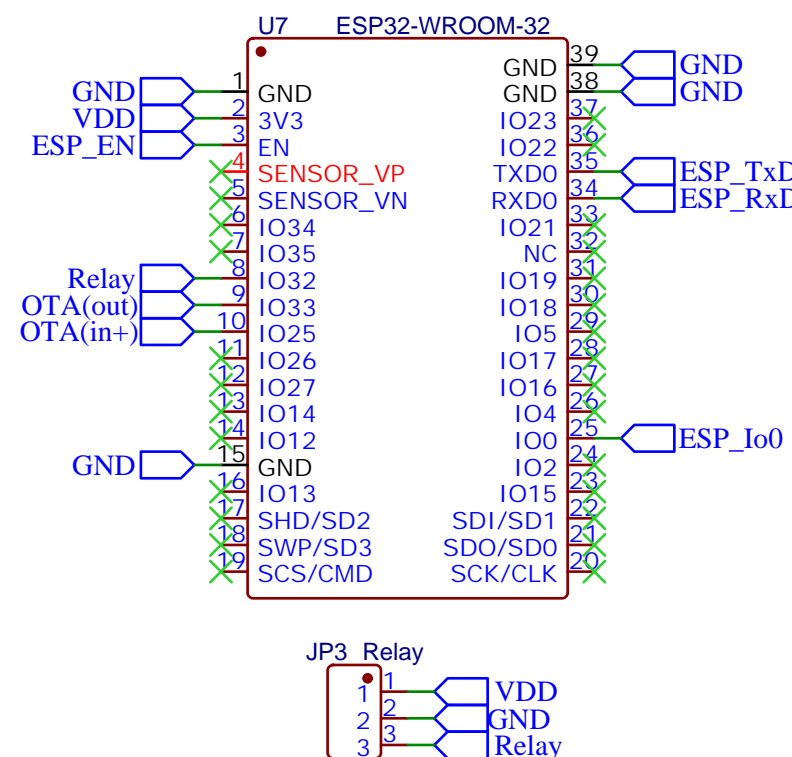 U7 ESP32-WROOM-32
GND 1 GND
VDD 2 3V3
ESP_EN 3 EN
4 SENSOR_VP
5 SENSOR_VN
6 IO34
7 IO35
Relay 8 IO32
OTA(out) 9 IO33
OTA(in+) 10 IO25
11 IO26
12 IO27
13 IO14
14 IO12
GND 15 GND
16 IO13
17 SHD/SD2
18 SWP/SD3
19 SCS/CMD
GND 39 GND
GND 38 GND
IO23 37
IO22 36
TXD0 35 ESP_TxD
RXD0 34 ESP_RxD
IO21 33
NC 32
IO19 31
IO18 30
IO5 29
IO17 28
IO16 27
IO4 26
IO0 25 ESP_Io0
IO2 24
IO15 23
SDI/SD1 22
SDO/SD0 21
SCK/CLK 20
JP3 Relay
1 1 VDD
2 2 GND
3 3 Relay